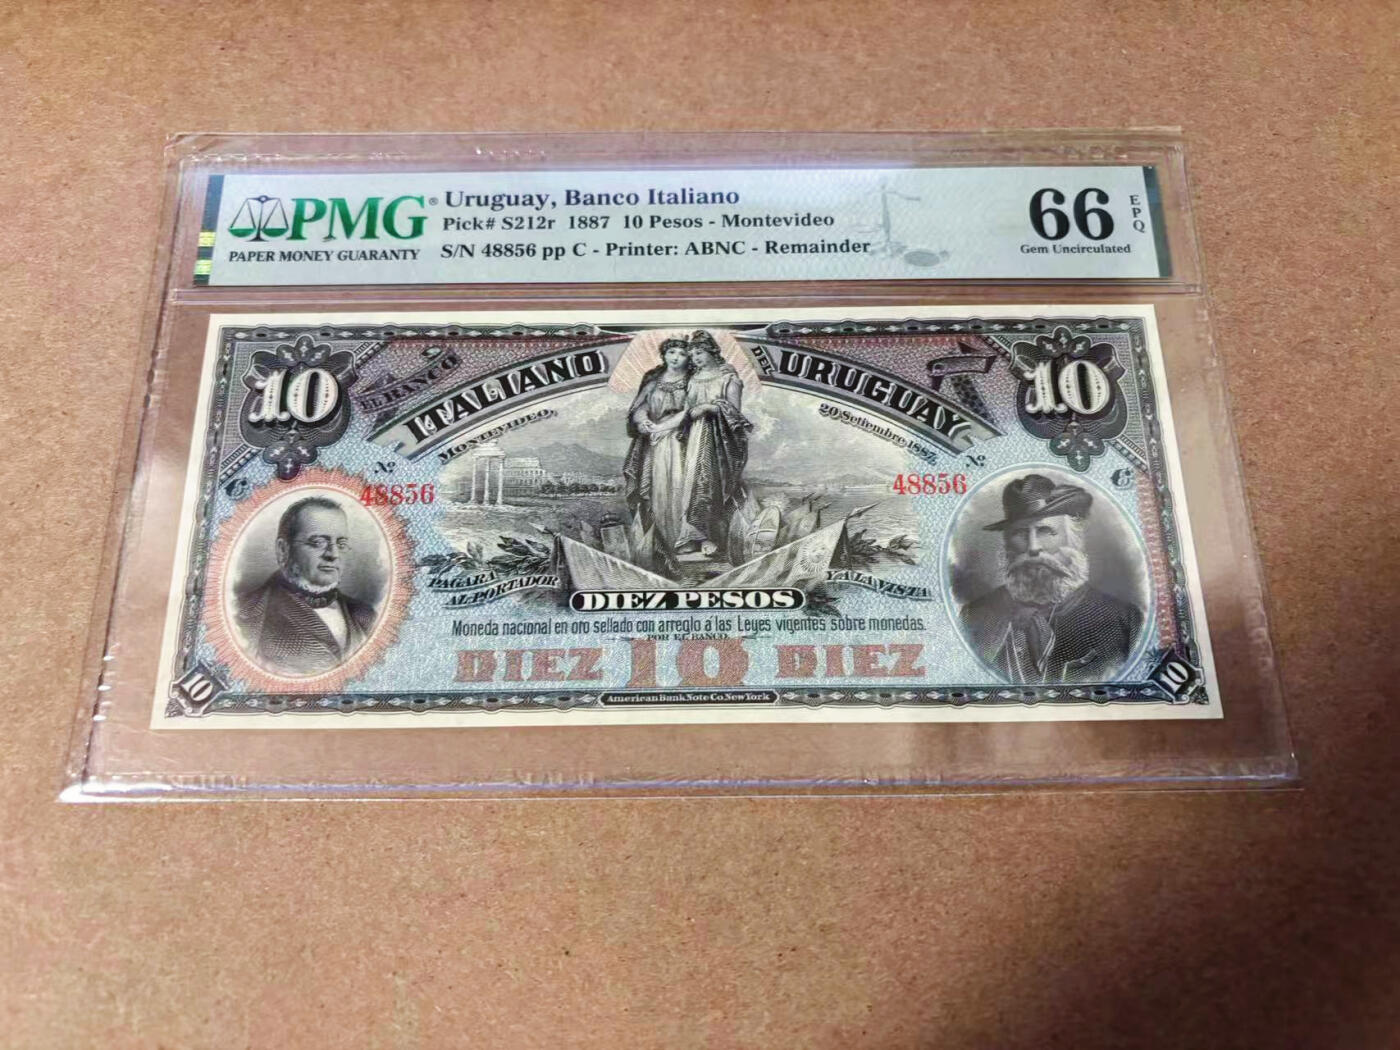 PMG®
PAPER MONEY GUARANTY
Uruguay, Banco Italiano
Pick# S212r 1887 10 Pesos - Montevideo
S/N 48856 pp C - Printer: ABNC - Remainder
66 EPQ
Gem Uncirculated
10
EL BANCO
ITALIANO
DEL
URUGUAY
10
MONTEVIDEO,
20 Setiembre 1887.
Nº
48856
Nº
48856
C
C
PAGARA
AL PORTADOR
Y A LA VISTA
DIEZ PESOS
Moneda nacional en oro sellado con arreglo a las Leyes vigentes sobre monedas.
POR EL BANCO.
DIEZ 10 DIEZ
10
American Bank Note Co. New York
10